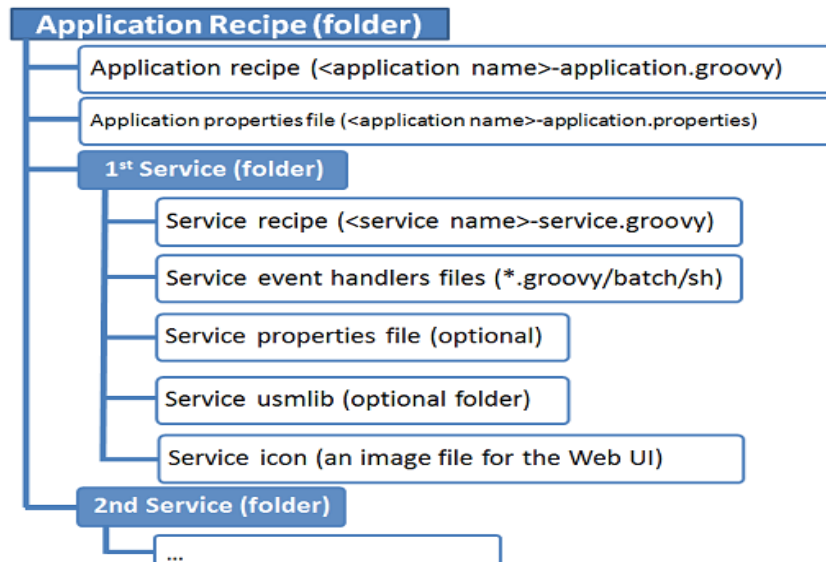 Application Recipe (folder)
Application recipe (<application name>-application.groovy)
Application properties file (<application name>-application.properties)
1st Service (folder)
Service recipe (<service name>-service.groovy)
Service event handlers files (*.groovy/batch/sh)
Service properties file (optional)
Service usmlib (optional folder)
Service icon (an image file for the Web UI)
2nd Service (folder)
...